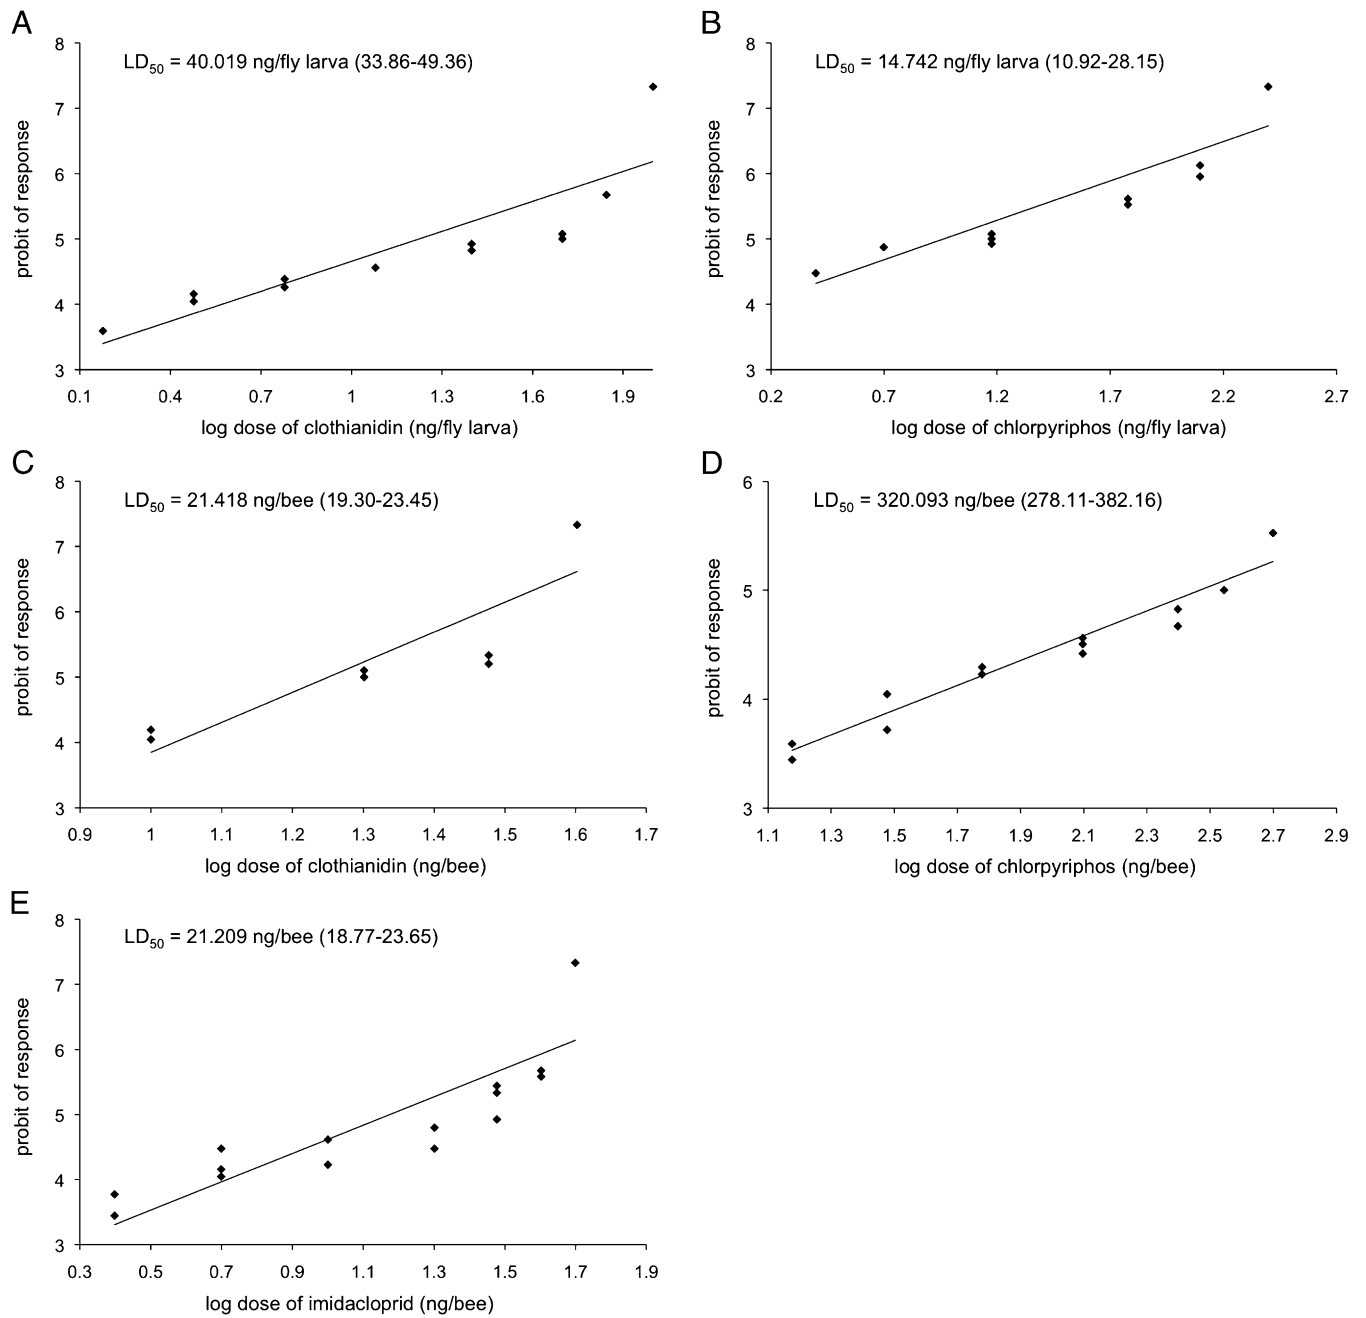 A
8
7
6
5
4
3
probit of response
LD50 = 40.019 ng/fly larva (33.86-49.36)
0.1 0.4 0.7 1 1.3 1.6 1.9
log dose of clothianidin (ng/fly larva)
B
8
7
6
5
4
3
probit of response
LD50 = 14.742 ng/fly larva (10.92-28.15)
0.2 0.7 1.2 1.7 2.2 2.7
log dose of chlorpyriphos (ng/fly larva)
C
8
7
6
5
4
3
probit of response
LD50 = 21.418 ng/bee (19.30-23.45)
0.9 1 1.1 1.2 1.3 1.4 1.5 1.6 1.7
log dose of clothianidin (ng/bee)
D
6
5
4
3
probit of response
LD50 = 320.093 ng/bee (278.11-382.16)
1.1 1.3 1.5 1.7 1.9 2.1 2.3 2.5 2.7 2.9
log dose of chlorpyriphos (ng/bee)
E
8
7
6
5
4
3
probit of response
LD50 = 21.209 ng/bee (18.77-23.65)
0.3 0.5 0.7 0.9 1.1 1.3 1.5 1.7 1.9
log dose of imidacloprid (ng/bee)